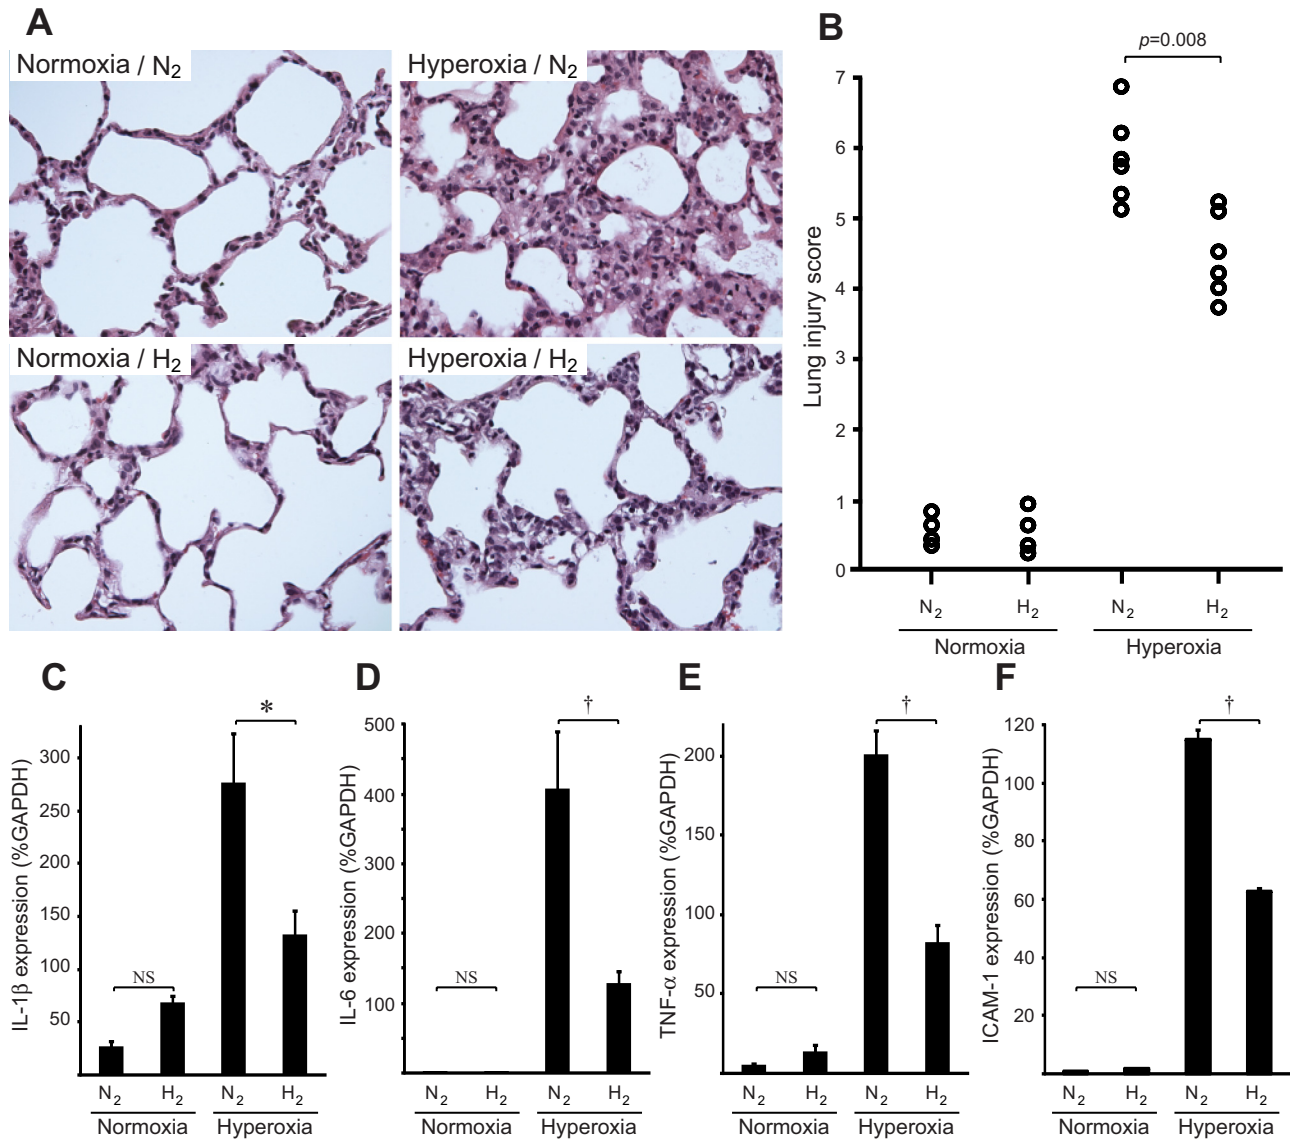 A
Normoxia / N₂
Hyperoxia / N₂
Normoxia / H₂
Hyperoxia / H₂
B
p=0.008
Lung injury score
7
6
5
4
3
2
1
0
N₂ H₂ N₂ H₂
Normoxia Hyperoxia
C
IL-1β expression (%GAPDH)
300
250
200
150
100
50
*
NS
N₂ H₂ N₂ H₂
Normoxia Hyperoxia
D
IL-6 expression (%GAPDH)
500
400
300
200
100
†
NS
N₂ H₂ N₂ H₂
Normoxia Hyperoxia
E
TNF-α expression (%GAPDH)
200
150
100
50
†
NS
N₂ H₂ N₂ H₂
Normoxia Hyperoxia
F
ICAM-1 expression (%GAPDH)
120
100
80
60
40
20
†
NS
N₂ H₂ N₂ H₂
Normoxia Hyperoxia